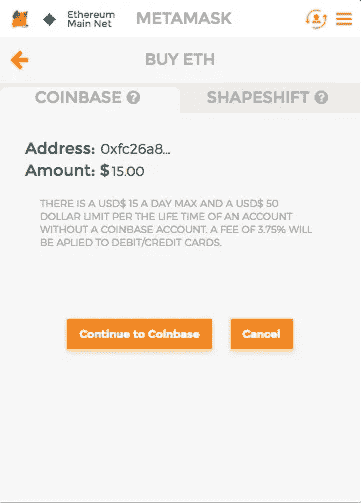 Ethereum
Main Net
METAMASK
BUY ETH
COINBASE ?
SHAPESHIFT ?
Address: 0xfc26a8...
Amount: $15.00
THERE IS A USD$ 15 A DAY MAX AND A USD$ 50
DOLLAR LIMIT PER THE LIFE TIME OF AN ACCOUNT
WITHOUT A COINBASE ACCOUNT. A FEE OF 3.75% WILL
BE APLIED TO DEBIT/CREDIT CARDS.
Continue to Coinbase
Cancel